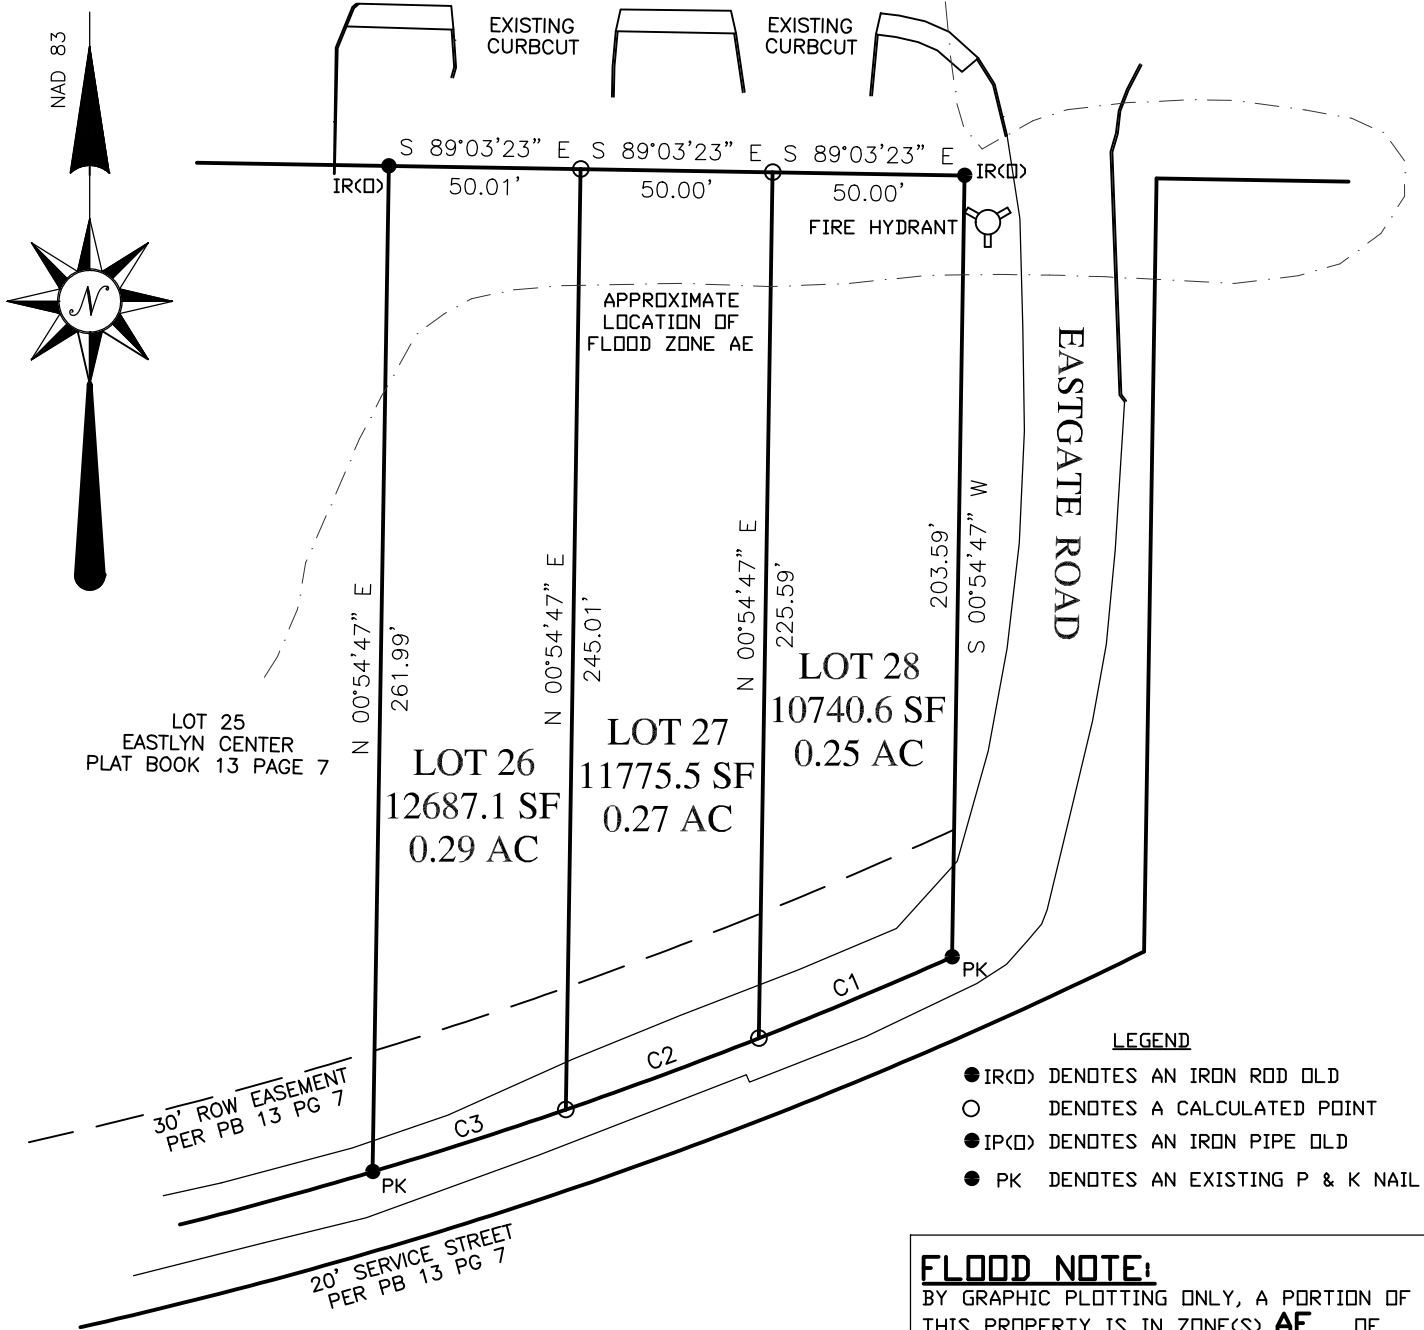 NAD 83
N
EXISTING
CURBCUT
EXISTING
CURBCUT
S 89°03'23" E
S 89°03'23" E
S 89°03'23" E
IR(O)
50.01'
50.00'
50.00'
IR(O)
FIRE HYDRANT
APPROXIMATE
LOCATION OF
FLOOD ZONE AE
EASTGATE ROAD
N 00°54'47" E
261.99'
N 00°54'47" E
245.01'
N 00°54'47" E
225.59'
203.59'
S 00°54'47" W
LOT 25
EASTLYN CENTER
PLAT BOOK 13 PAGE 7
LOT 26
12687.1 SF
0.29 AC
LOT 27
11775.5 SF
0.27 AC
LOT 28
10740.6 SF
0.25 AC
C1
C2
C3
PK
PK
30' ROW EASEMENT
PER PB 13 PG 7
20' SERVICE STREET
PER PB 13 PG 7
LEGEND
IR(O) DENOTES AN IRON ROD OLD
DENOTES A CALCULATED POINT
IP(O) DENOTES AN IRON PIPE OLD
PK DENOTES AN EXISTING P & K NAIL
FLOOD NOTE:
BY GRAPHIC PLOTTING ONLY, A PORTION OF
THIS PROPERTY IS IN ZONE(S) AE OF